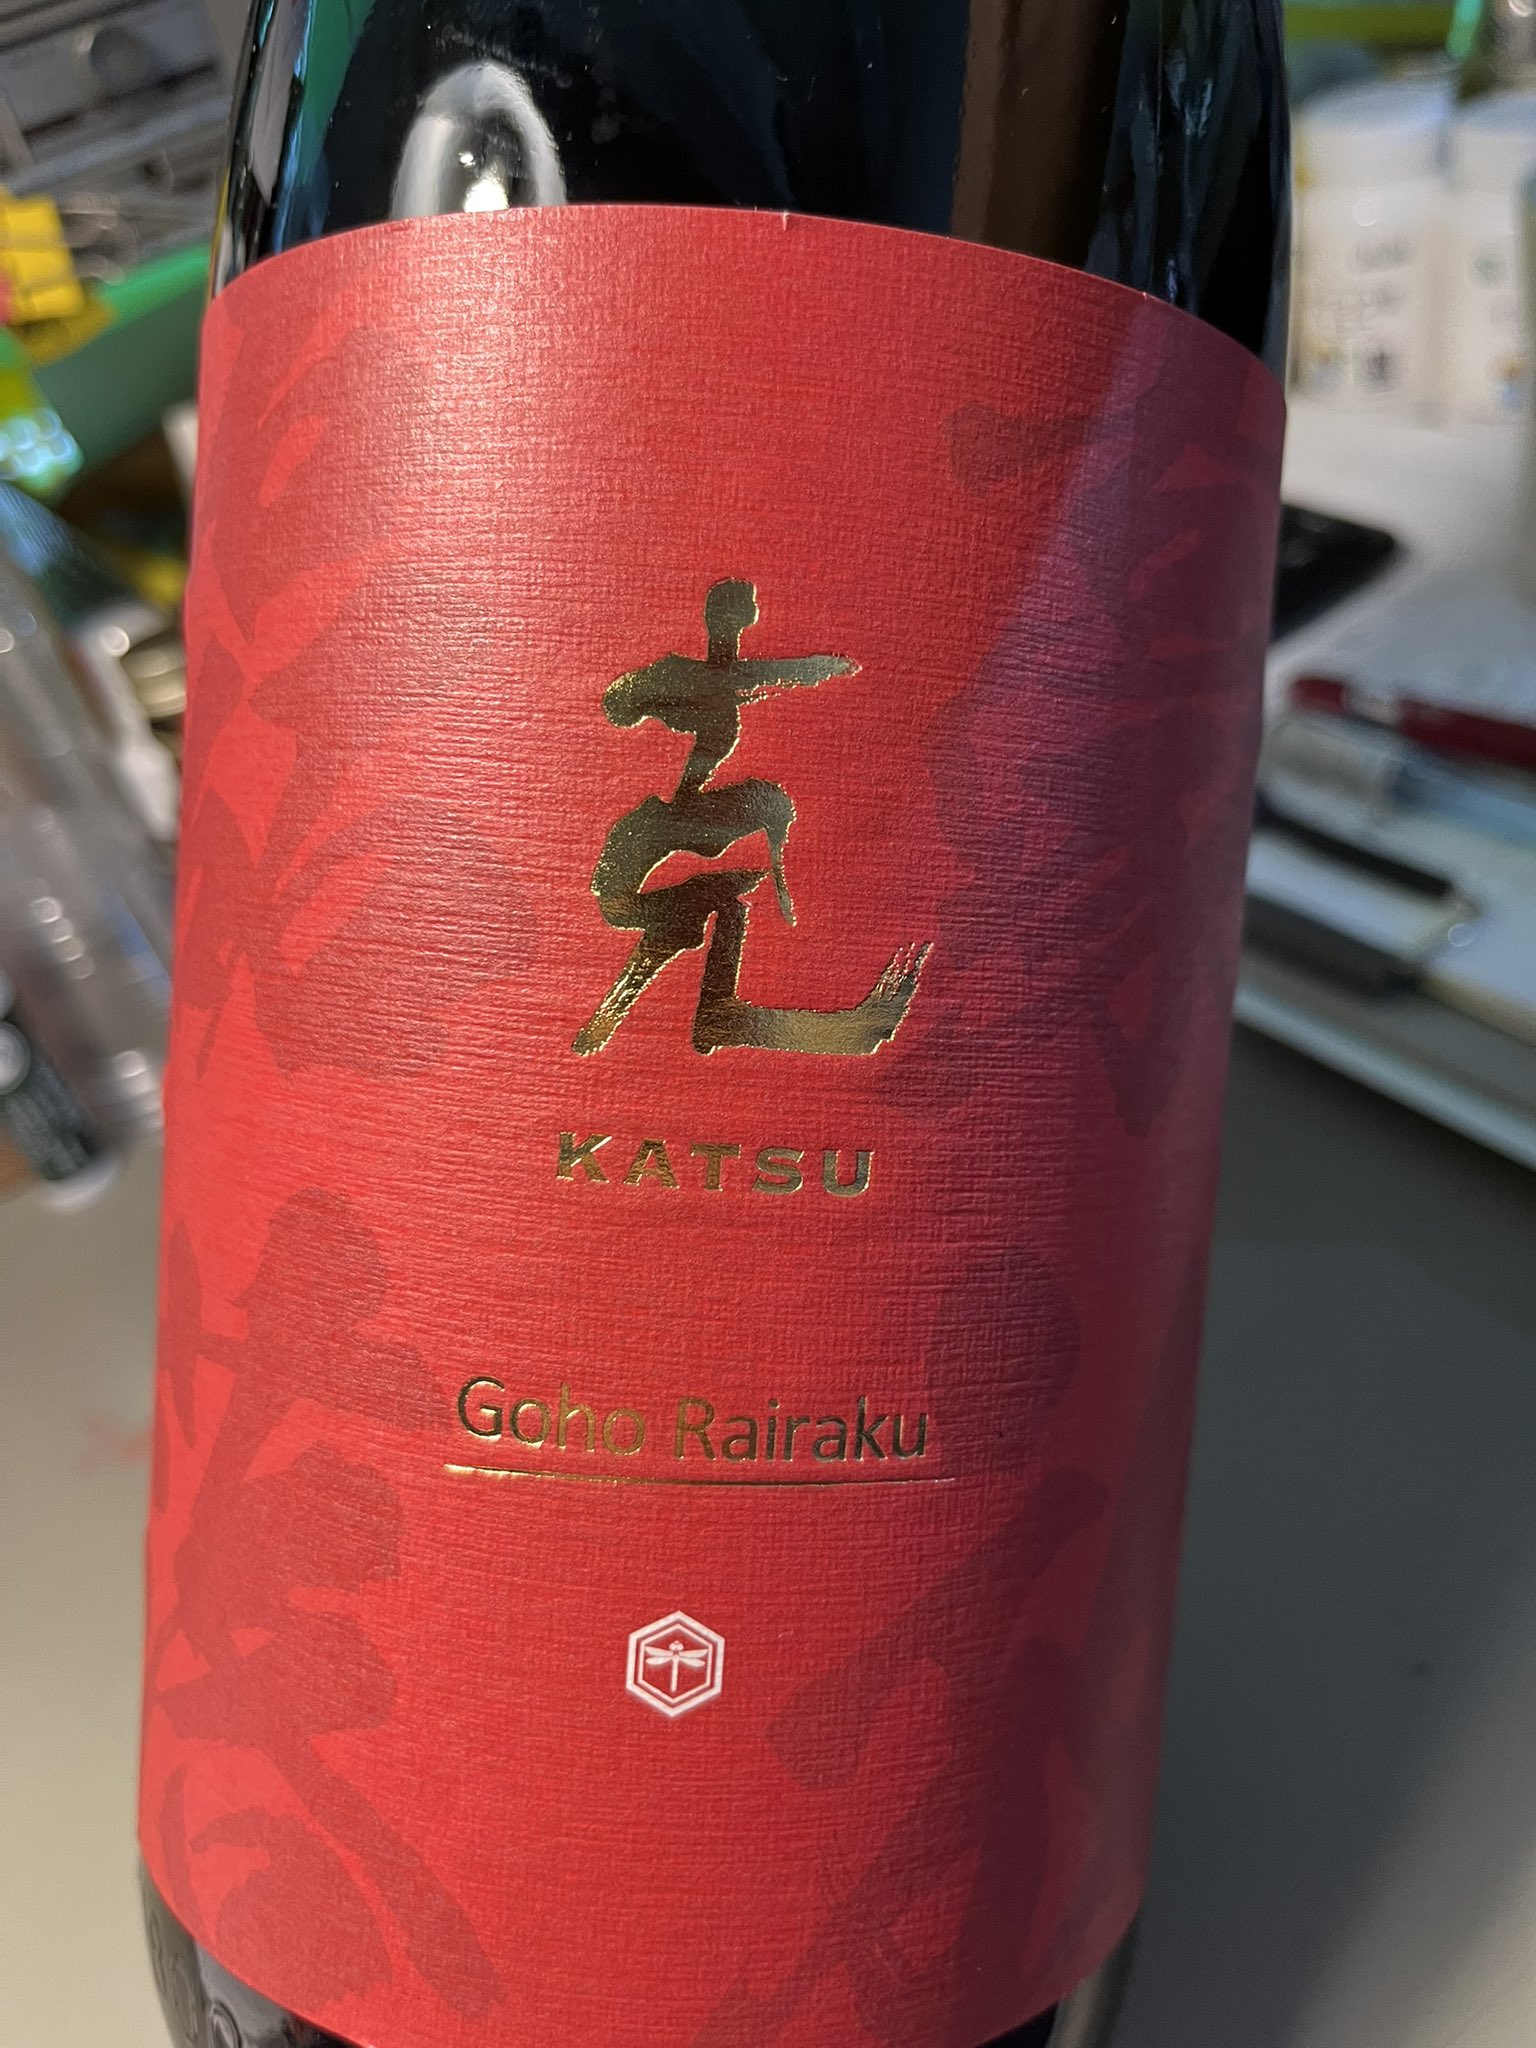 克
KATSU
Goho Rairaku